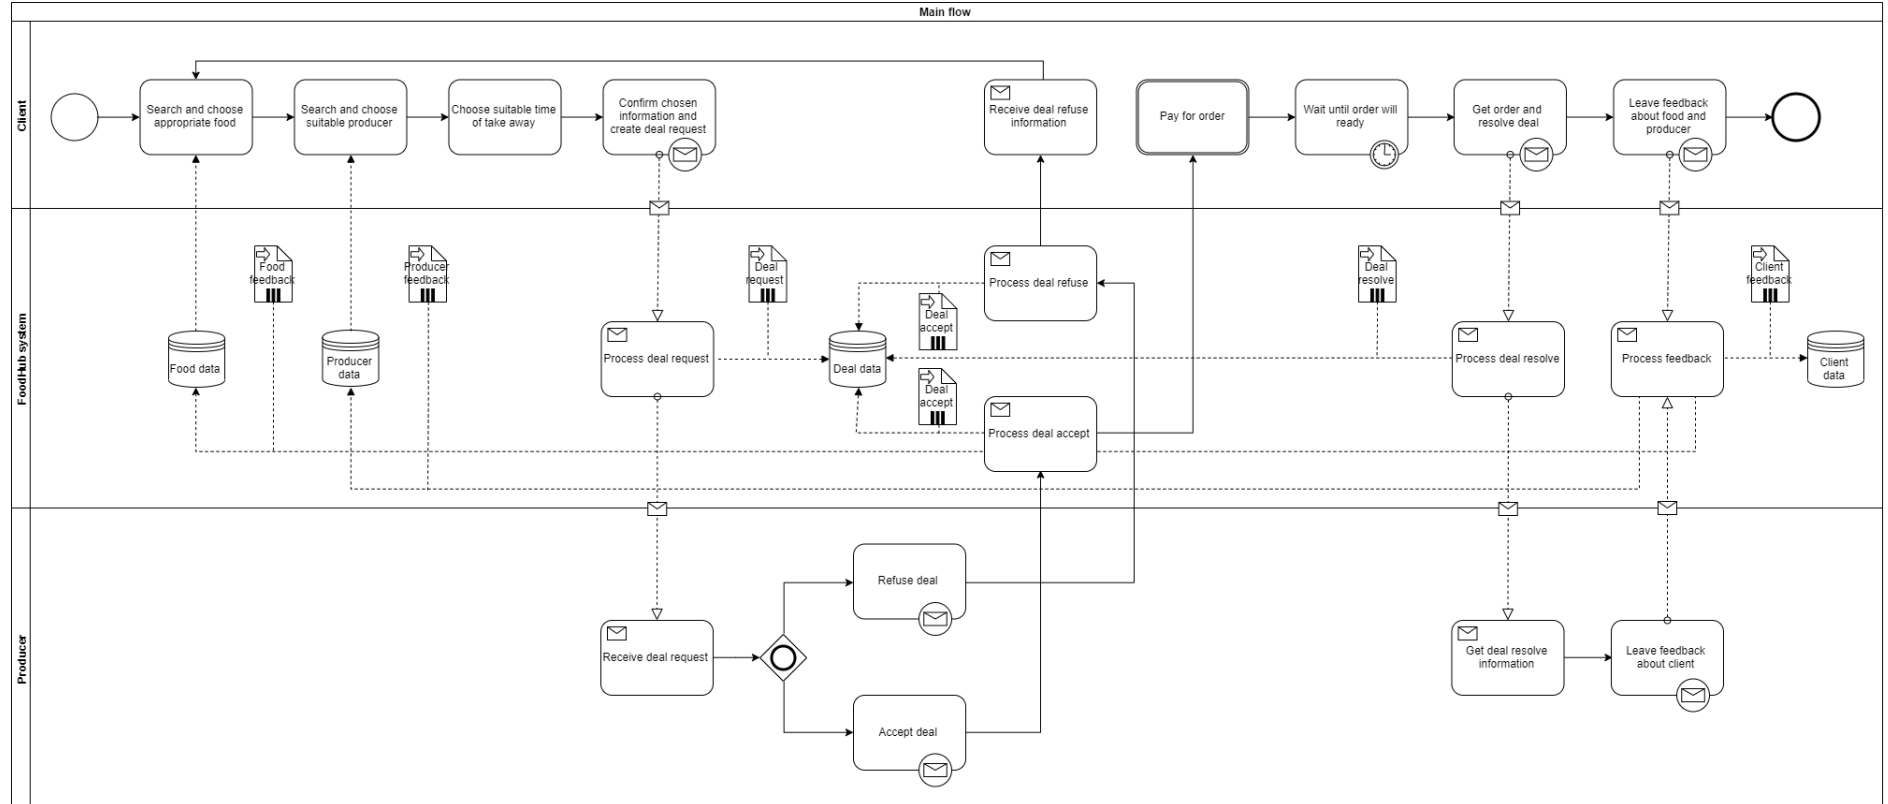 Main flow
Client
Search and choose
appropriate food
Search and choose
suitable producer
Choose suitable time
of take away
Confirm chosen
information and
create deal request
Receive deal refuse
information
Pay for order
Wait until order will
ready
Get order and
resolve deal
Leave feedback
about food and
producer
FoodHub system
Food
feedback
Producer
feedback
Deal
request
Process deal refuse
Deal
accept
Deal
resolve
Client
feedback
Food data
Producer
data
Process deal request
Deal data
Process deal resolve
Process feedback
Client
data
Deal
accept
Process deal accept
Producer
Refuse deal
Receive deal request
Accept deal
Get deal resolve
information
Leave feedback
about client